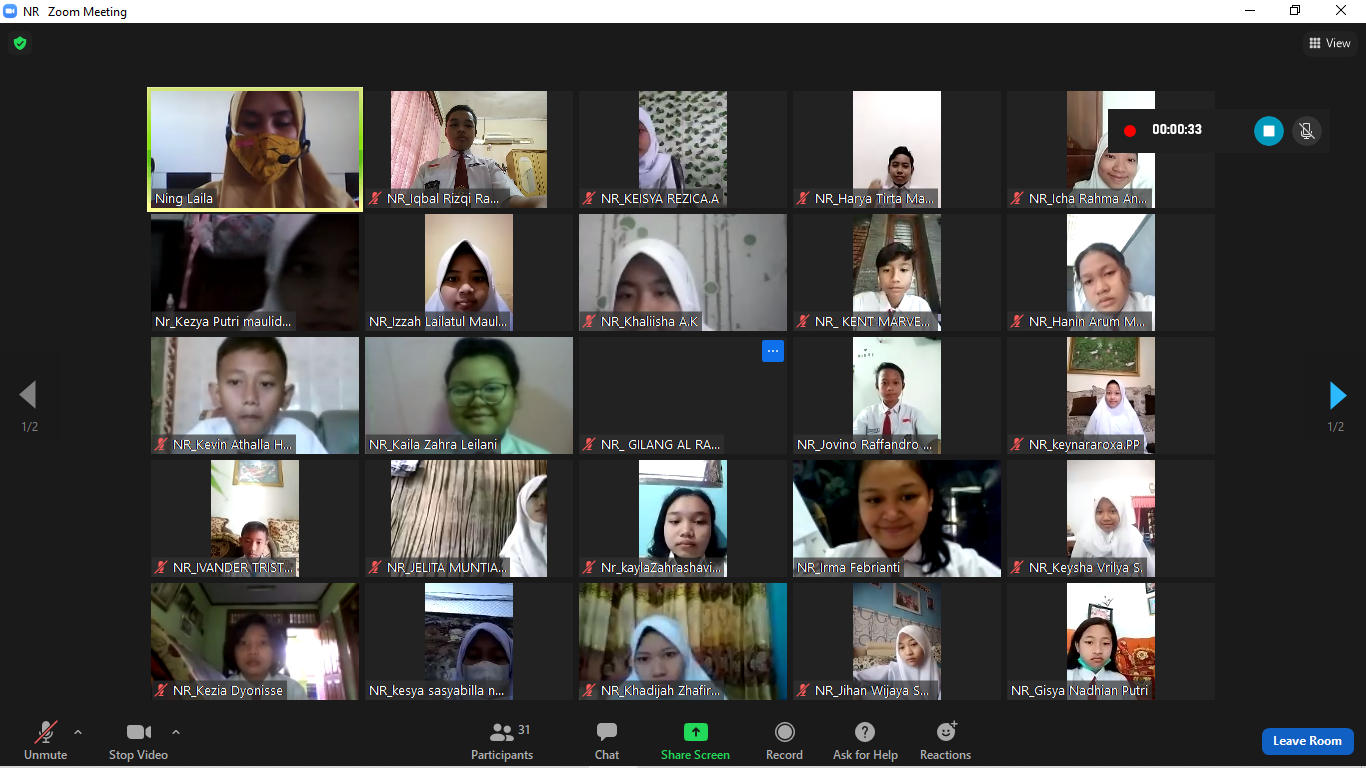 NR Zoom Meeting
View
00:00:33
Ning Laila
NR_Iqbal Rizqi Ra...
NR_KEISYA REZICA.A
NR_Harya Tirta Ma...
NR_Icha Rahma An...
Nr_Kezya Putri maulid...
NR_Izzah Lailatul Maul...
NR_Khaliisha A.K
NR_ KENT MARVE...
NR_Hanin Arum M...
NR_Kevin Athalla H...
NR_Kaila Zahra Leilani
NR_ GILANG AL RA...
NR_Jovino Raffandro ...
NR_keynararoxa.PP
1/2
1/2
NR_IVANDER TRIST...
NR_JELITA MUNTIA...
Nr_kaylaZahrashavi...
NR_Irma Febrianti
NR_Keysha Vrilya S.
NR_Kezia Dyonisse
NR_kesya sasyabilla n...
NR_Khadijah Zhafir...
NR_Jihan Wijaya S...
NR_Gisya Nadhian Putri
Unmute
Stop Video
Participants
31
Chat
Share Screen
Record
Ask for Help
Reactions
Leave Room